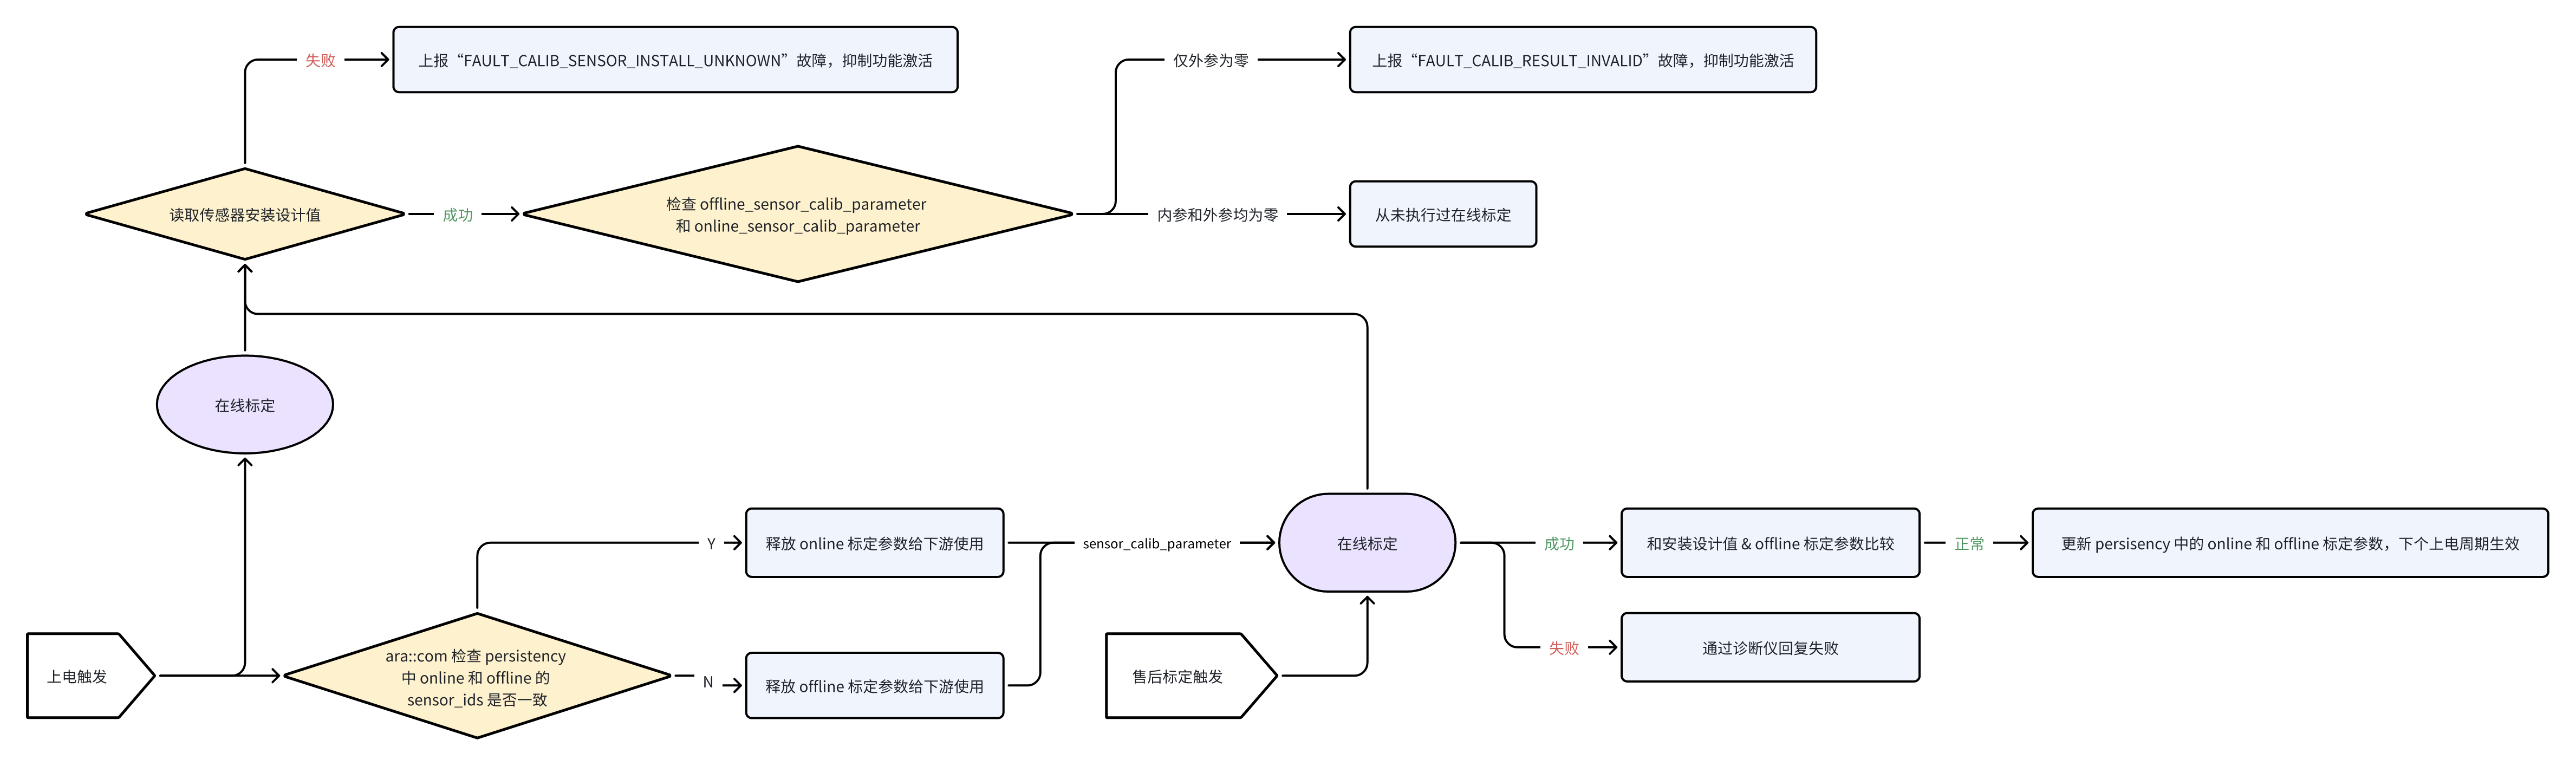 失败
上报“FAULT_CALIB_SENSOR_INSTALL_UNKNOWN”故障，抑制功能激活
仅外参为零
上报“FAULT_CALIB_RESULT_INVALID”故障，抑制功能激活
读取传感器安装设计值
成功
检查 offline_sensor_calib_parameter
和 online_sensor_calib_parameter
内参和外参均为零
从未执行过在线标定
在线标定
Y
释放 online 标定参数给下游使用
sensor_calib_parameter
在线标定
成功
和安装设计值 & offline 标定参数比较
正常
更新 persisency 中的 online 和 offline 标定参数，下个上电周期生效
上电触发
ara::com 检查 persistency
中 online 和 offline 的
sensor_ids 是否一致
N
释放 offline 标定参数给下游使用
售后标定触发
失败
通过诊断仪回复失败